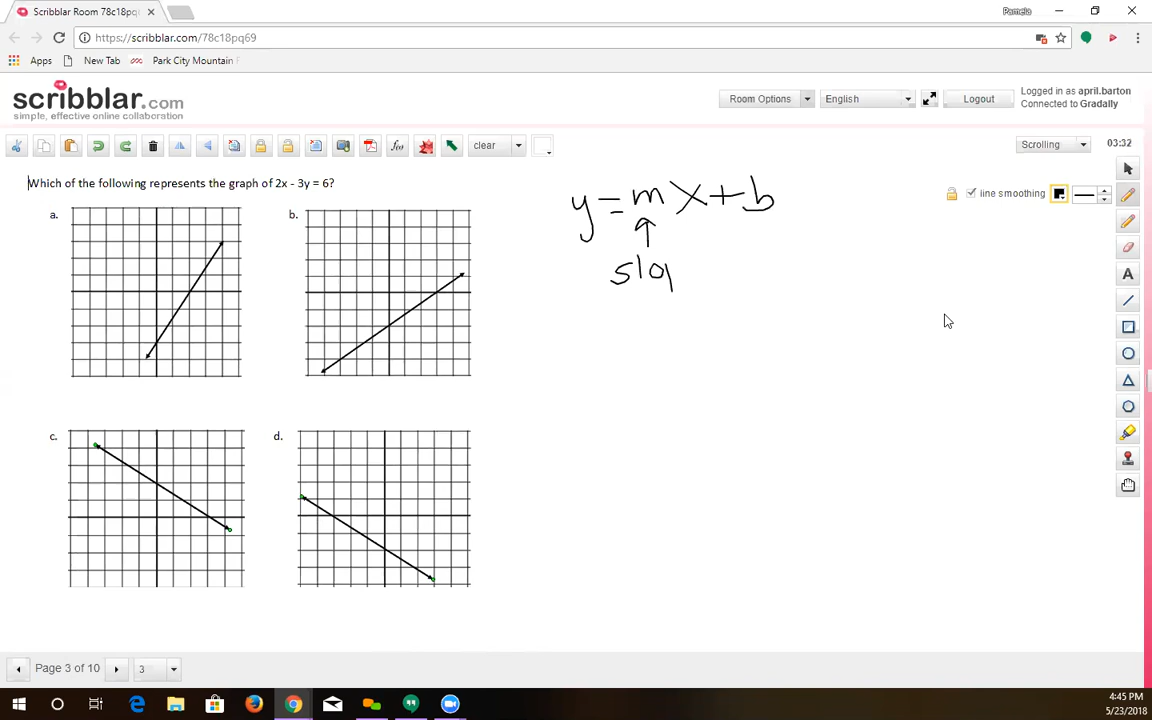 Scribblar Room 78c18pq
Pamela
https://scribblar.com/78c18pq69
Apps New Tab Park City Mountain
scribblar.com
simple, effective online collaboration
Room Options English Logout
Logged in as april.barton
Connected to Gradally
clear Scrolling 03:32
line smoothing
Which of the following represents the graph of 2x - 3y = 6?
y=mx+b
slop
a. b.
c. d.
Page 3 of 10 3
4:45 PM
5/23/2018